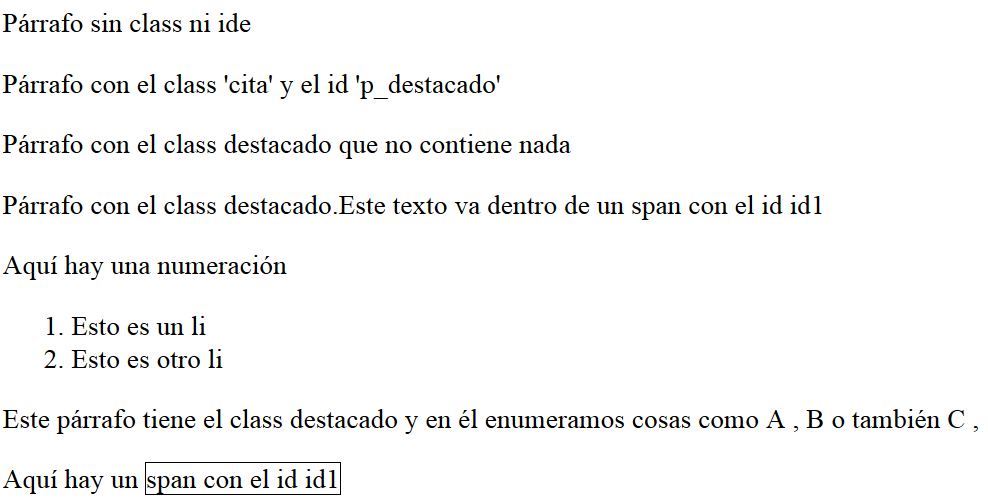 Párrafo sin class ni ide
Párrafo con el class 'cita' y el id 'p_destacado'
Párrafo con el class destacado que no contiene nada
Párrafo con el class destacado.Este texto va dentro de un span con el id id1
Aquí hay una numeración
1. Esto es un li
2. Esto es otro li
Este párrafo tiene el class destacado y en él enumeramos cosas como A , B o también C ,
Aquí hay un span con el id id1